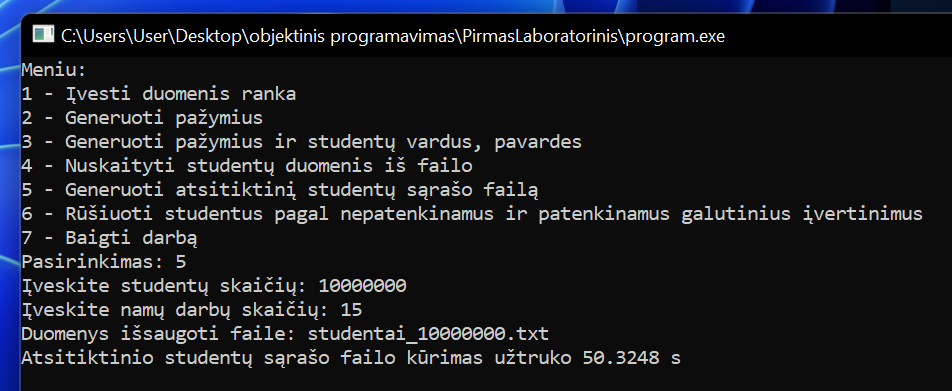 C:\Users\User\Desktop\objektinis programavimas\PirmasLaboratorinis\program.exe
Meniu:
1 - Įvesti duomenis ranka
2 - Generuoti pažymius
3 - Generuoti pažymius ir studentų vardus, pavardes
4 - Nuskaityti studentų duomenis iš failo
5 - Generuoti atsitiktinį studentų sąrašo failą
6 - Rūšiuoti studentus pagal nepatenkinamus ir patenkinamus galutinius įvertinimus
7 - Baigti darbą
Pasirinkimas: 5
Įveskite studentų skaičių: 10000000
Įveskite namų darbų skaičių: 15
Duomenys išsaugoti faile: studentai_10000000.txt
Atsitiktinio studentų sąrašo failo kūrimas užtruko 50.3248 s